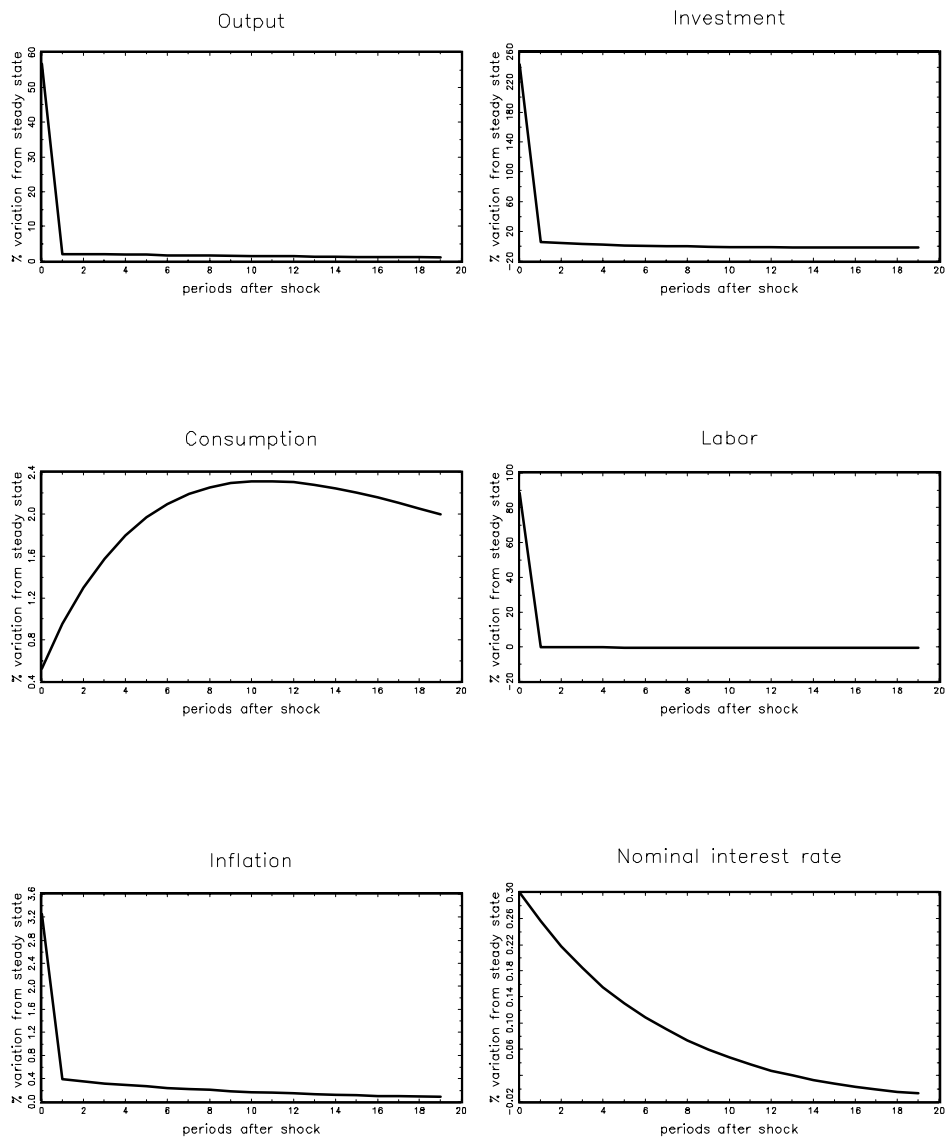 Output
% variation from steady state
60
50
40
30
20
10
0
0 2 4 6 8 10 12 14 16 18 20
periods after shock
Investment
% variation from steady state
260
220
180
140
100
60
20
-20
0 2 4 6 8 10 12 14 16 18 20
periods after shock
Consumption
% variation from steady state
2.4
2.0
1.6
1.2
0.8
0.4
0 2 4 6 8 10 12 14 16 18 20
periods after shock
Labor
% variation from steady state
100
80
60
40
20
0
-20
0 2 4 6 8 10 12 14 16 18 20
periods after shock
Inflation
% variation from steady state
3.6
3.2
2.8
2.4
2.0
1.6
1.2
0.8
0.4
0.0
0 2 4 6 8 10 12 14 16 18 20
periods after shock
Nominal interest rate
% variation from steady state
0.30
0.26
0.22
0.18
0.14
0.10
0.06
-0.02
0 2 4 6 8 10 12 14 16 18 20
periods after shock